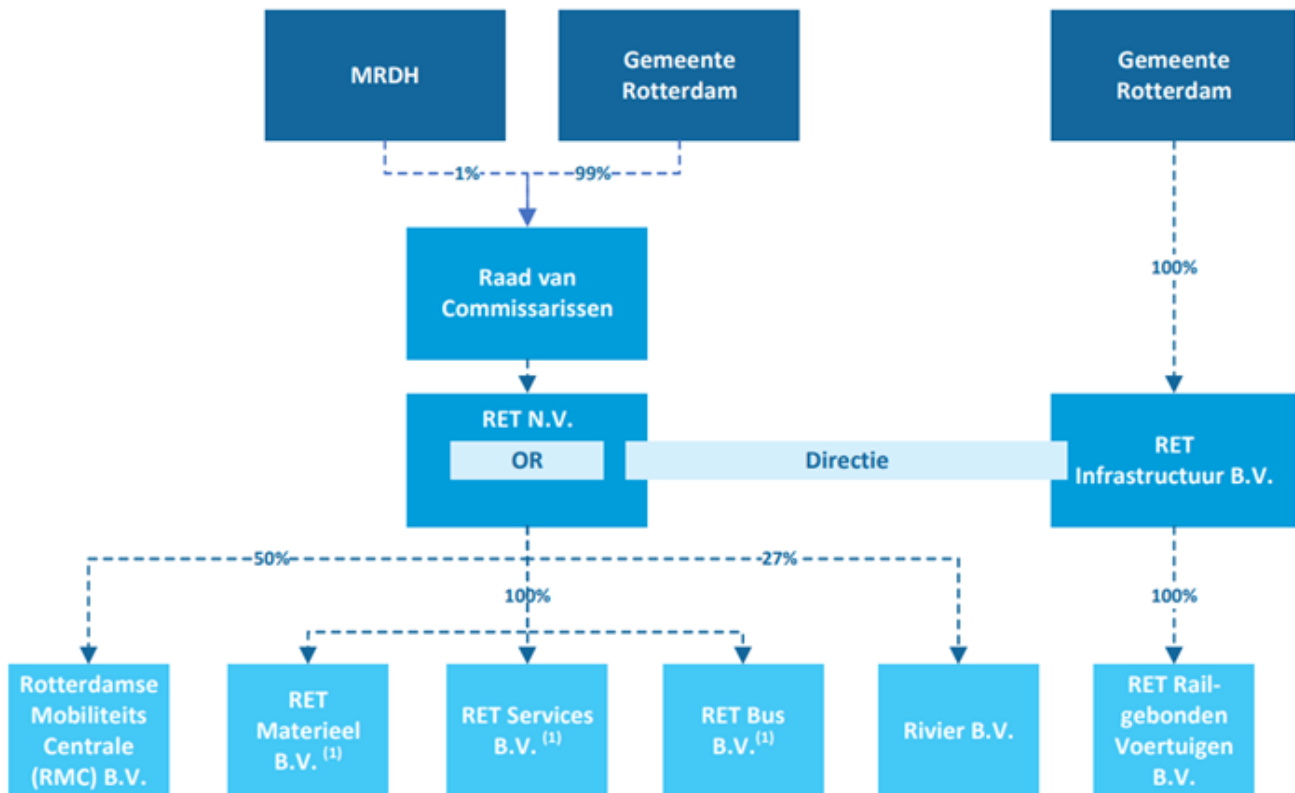 MRDH
Gemeente
Rotterdam
Gemeente
Rotterdam
1%
99%
100%
Raad van
Commissarissen
RET N.V.
OR
Directie
RET
Infrastructuur B.V.
50%
27%
100%
100%
Rotterdamse
Mobiliteits
Centrale
(RMC) B.V.
RET
Materieel
B.V. (1)
RET Services
B.V. (1)
RET Bus
B.V.(1)
Rivier B.V.
RET Rail-
gebonden
Voertuigen
B.V.